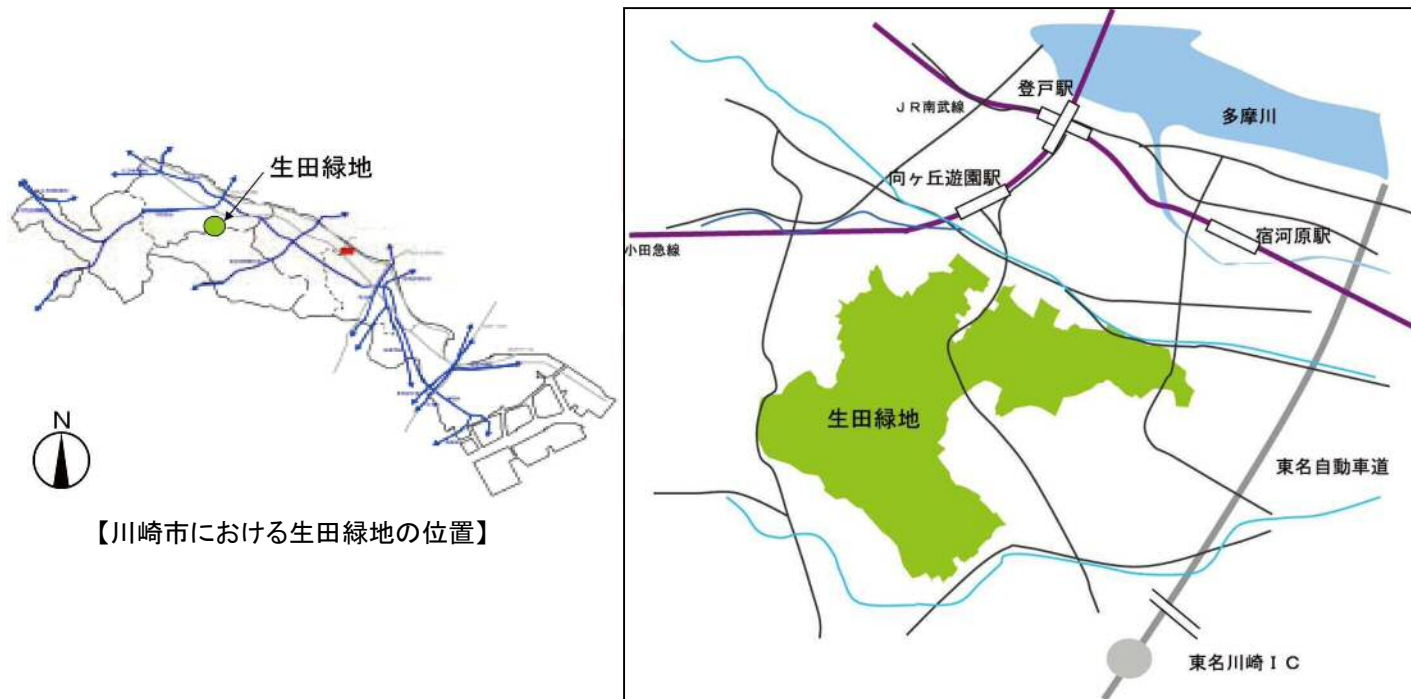 生田緑地
N
【川崎市における生田緑地の位置】
登戸駅
JR南武線
多摩川
向ヶ丘遊園駅
宿河原駅
小田急線
生田緑地
東名自動車道
東名川崎IC